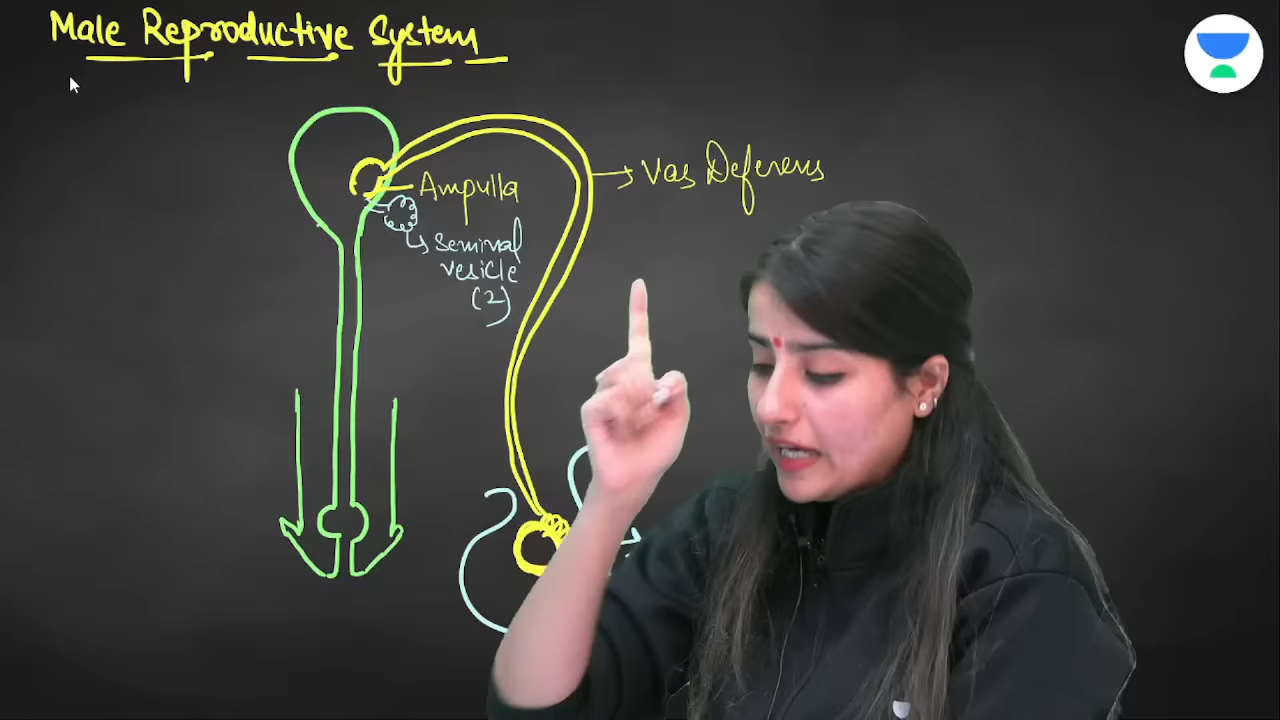 Male Reproductive System
Vas Deferens
Ampulla
Seminal
vesicle
(2)